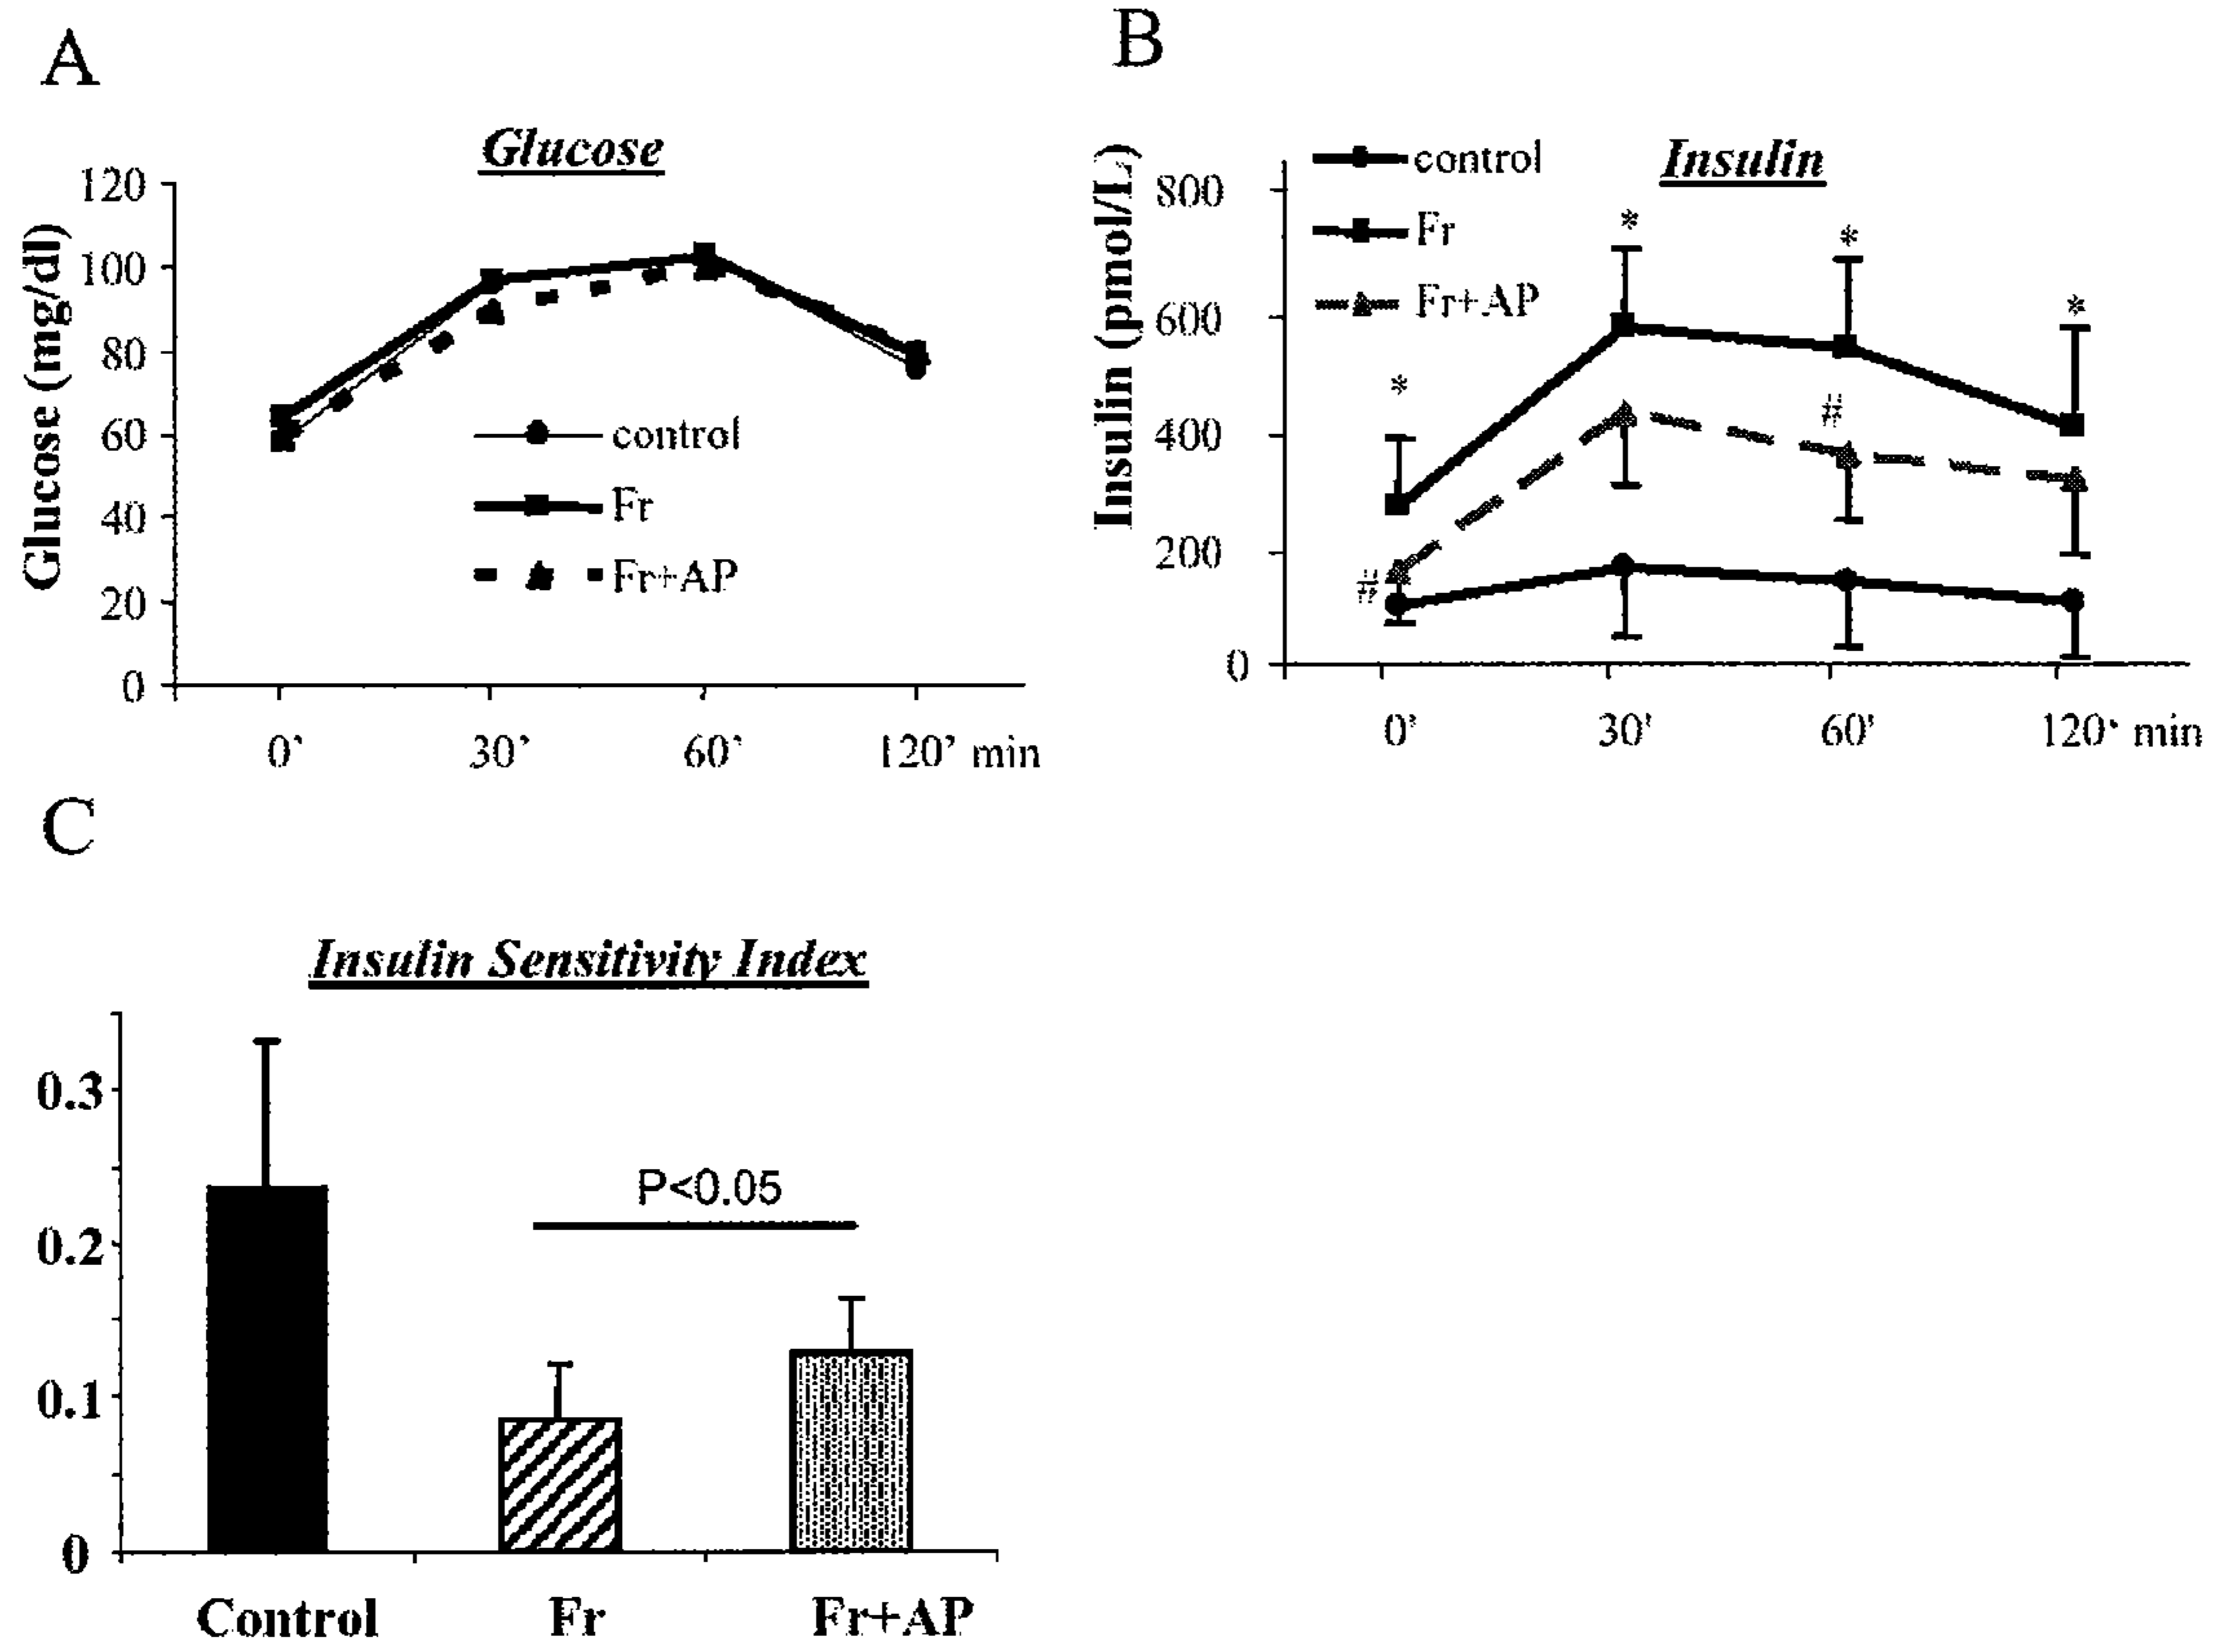 A
Glucose
Glucose (mg/dl)
120
100
80
60
40
20
0
control
Fr
Fr+AP
0'
30'
60'
120' min
B
Insulin
Insulin (pmol/L)
control
Fr
Fr+AP
800
600
400
200
0
*
*
*
*
#
#
0'
30'
60'
120' min
C
Insulin Sensitivity Index
0.3
0.2
0.1
0
P<0.05
Control
Fr
Fr+AP